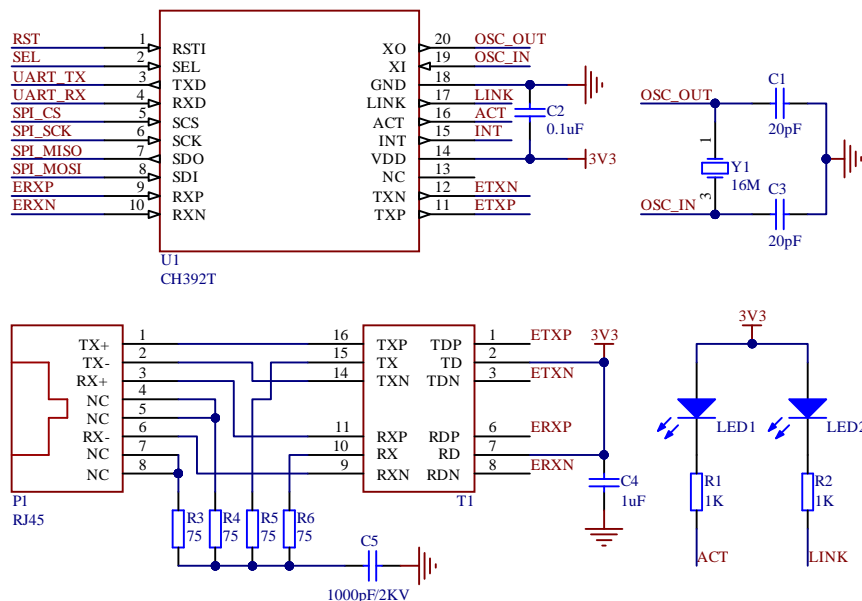 RST 1 RSTI XO 20 OSC_OUT
SEL 2 SEL XI 19 OSC_IN
UART_TX 3 TXD GND 18
UART_RX 4 RXD LINK 17 LINK
SPI_CS 5 SCS ACT 16 ACT
SPI_SCK 6 SCK INT 15 INT
SPI_MISO 7 SDO VDD 14 3V3
SPI_MOSI 8 SDI NC 13
ERXP 9 RXP TXN 12 ETXN
ERXN 10 RXN TXP 11 ETXP
U1
CH392T
C2
0.1uF
OSC_OUT
C1
20pF
1
Y1
16M
3
OSC_IN
C3
20pF
TX+ 1 16 TXP TDP 1 ETXP
TX- 2 15 TX TD 2 3V3
RX+ 3 14 TXN TDN 3 ETXN
NC 4
NC 5
RX- 6 11 RXP RDP 6 ERXP
NC 7 10 RX RD 7
NC 8 9 RXN RDN 8 ERXN
P1
RJ45
T1
C4
1uF
R3
75
R4
75
R5
75
R6
75
C5
1000pF/2KV
3V3
LED1
LED2
R1
1K
R2
1K
ACT
LINK